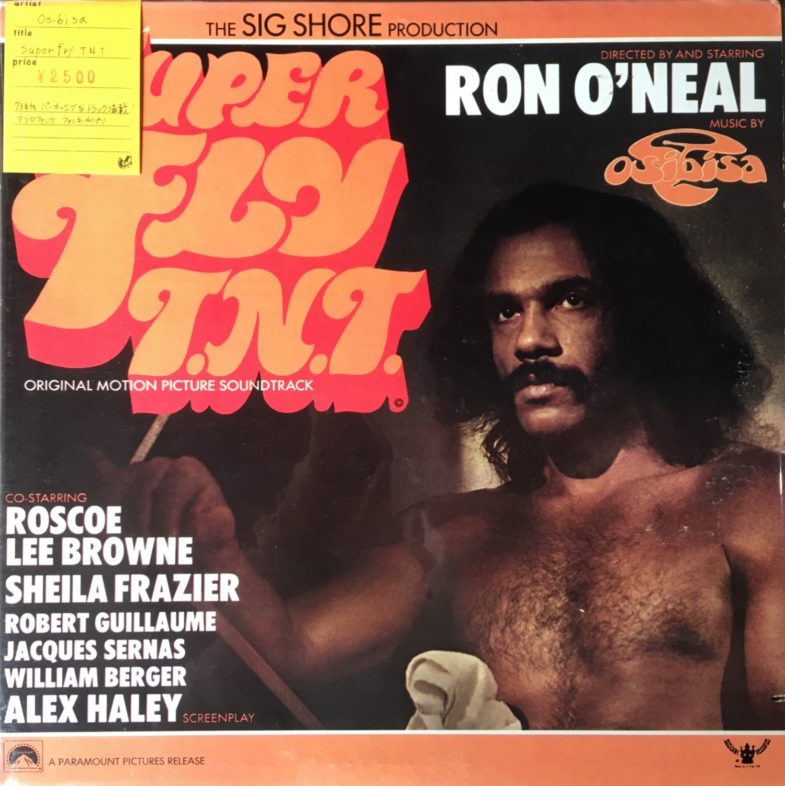 artist
Osibisa
title
Superfly T.N.T
price
¥2500
THE SIG SHORE PRODUCTION
SUPER
FLY
T.N.T.
©
ORIGINAL MOTION PICTURE SOUNDTRACK
DIRECTED BY AND STARRING
RON O'NEAL
MUSIC BY
osibisa
CO-STARRING
ROSCOE
LEE BROWNE
SHEILA FRAZIER
ROBERT GUILLAUME
JACQUES SERNAS
WILLIAM BERGER
ALEX HALEY SCREENPLAY
A PARAMOUNT PICTURES RELEASE